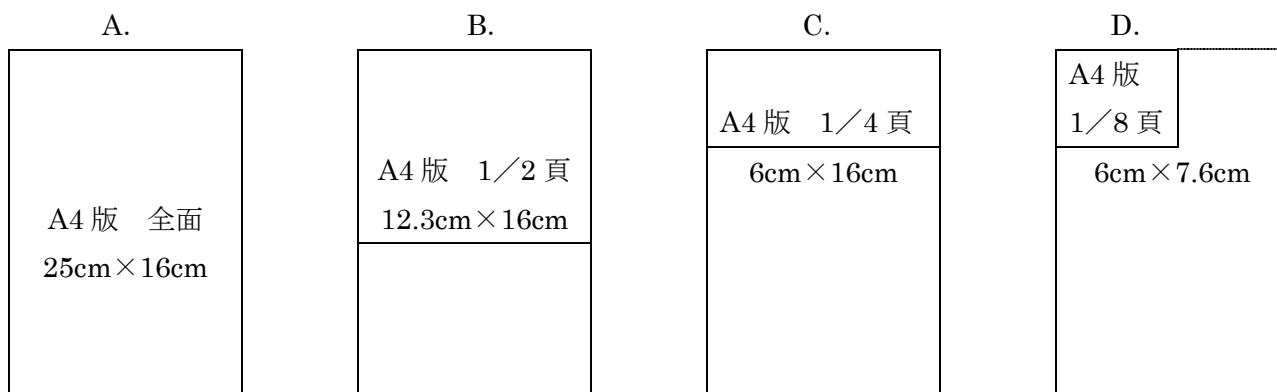 A.
A4 版　全面
25cm×16cm
B.
A4 版　1／2 頁
12.3cm×16cm
C.
A4 版　1／4 頁
6cm×16cm
D.
A4 版
1／8 頁
6cm×7.6cm